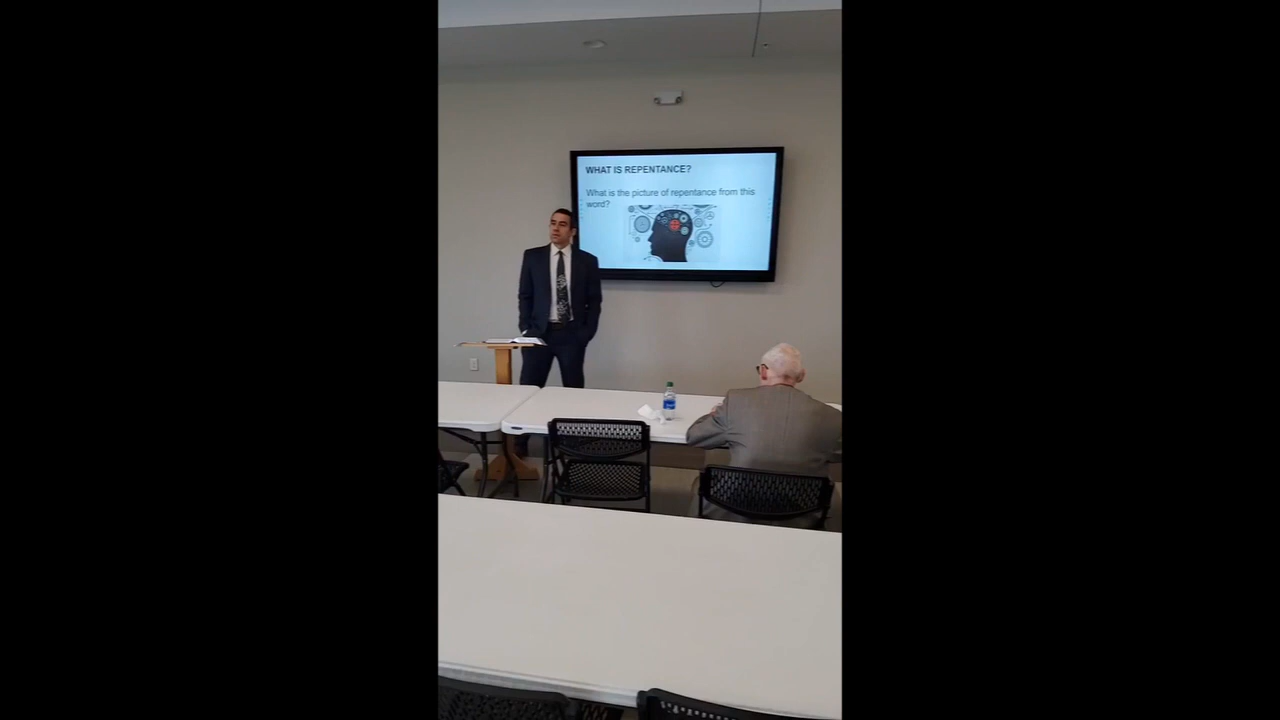 WHAT IS REPENTANCE?
What is the picture of repentance from this
word?